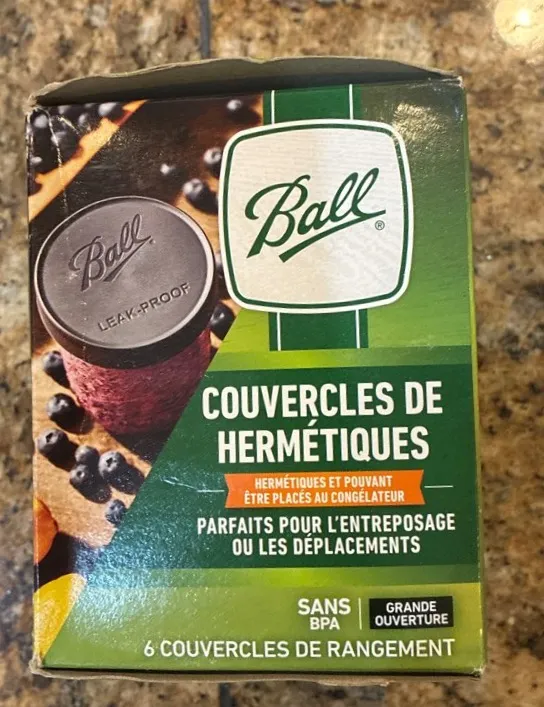 Ball®
Ball
LEAK-PROOF
COUVERCLES DE
HERMÉTIQUES
HERMÉTIQUES ET POUVANT
ÊTRE PLACÉS AU CONGÉLATEUR
PARFAITS POUR L'ENTREPOSAGE
OU LES DÉPLACEMENTS
SANS
BPA
GRANDE
OUVERTURE
6 COUVERCLES DE RANGEMENT